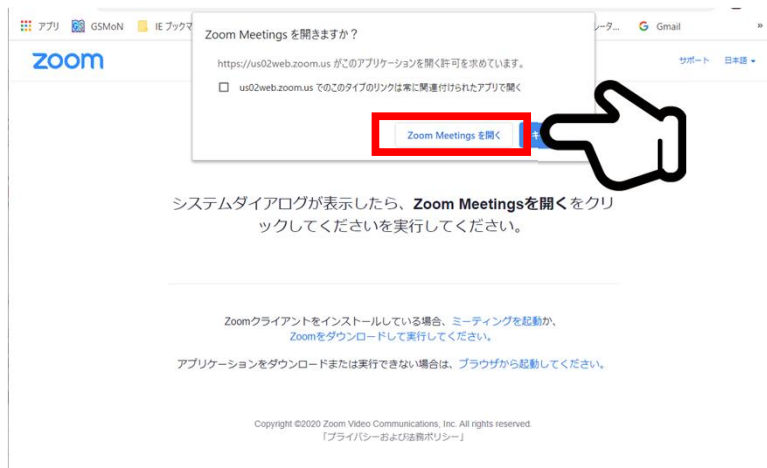 アプリ GSMoN IE ブックマ レータ... Gmail »
Zoom Meetings を開きますか？
https://us02web.zoom.us がこのアプリケーションを開く許可を求めています。
us02web.zoom.us でのこのタイプのリンクは常に関連付けられたアプリで開く
Zoom Meetings を開く
zoom
サポート 日本語
システムダイアログが表示したら、Zoom Meetingsを開くをクリ
ックしてくださいを実行してください。
Zoomクライアントをインストールしている場合、ミーティングを起動か、
Zoomをダウンロードして実行してください。
アプリケーションをダウンロードまたは実行できない場合は、ブラウザから起動してください。
Copyright ©2020 Zoom Video Communications, Inc. All rights reserved.
「プライバシーおよび法務ポリシー」